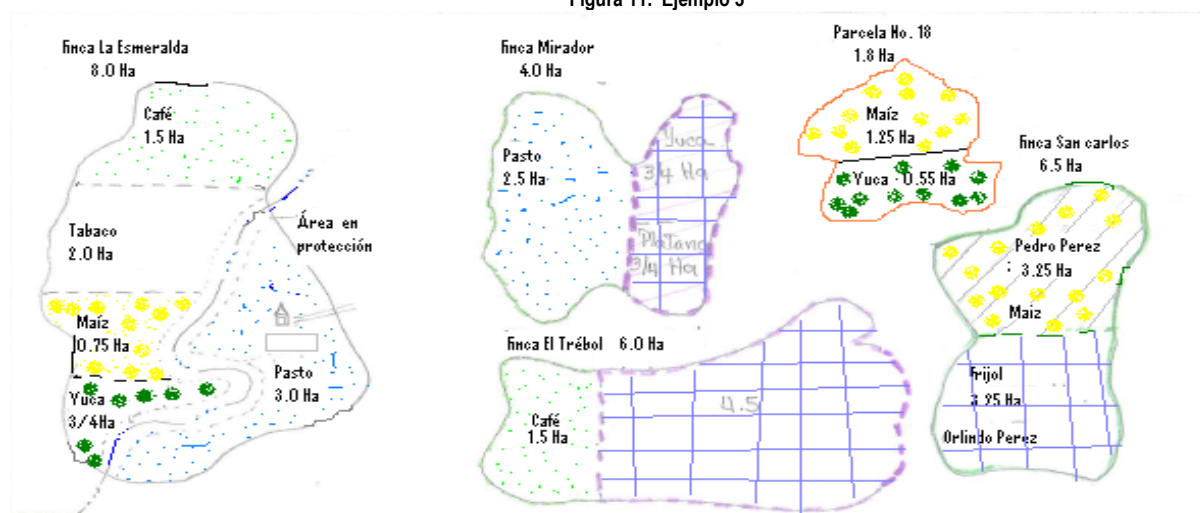 Figura 11. Ejemplo 3
finca La Esmeralda
8.0 Ha
Café
1.5 Ha
Tabaco
2.0 Ha
Área en
protección
Maíz
0.75 Ha
Yuca
3/4Ha
Pasto
3.0 Ha
finca Mirador
4.0 Ha
Pasto
2.5 Ha
Yuca
3/4 Ha
Platano
3/4 Ha
Parcela No. 18
1.8 Ha
Maíz
1.25 Ha
Yuca - 0.55 Ha
finca San carlos
6.5 Ha
Pedro Perez
: 3.25 Ha
Maiz
frijol
3.25 Ha
Orlindo Perez
finca El Trébol 6.0 Ha
Café
1.5 Ha
4.5